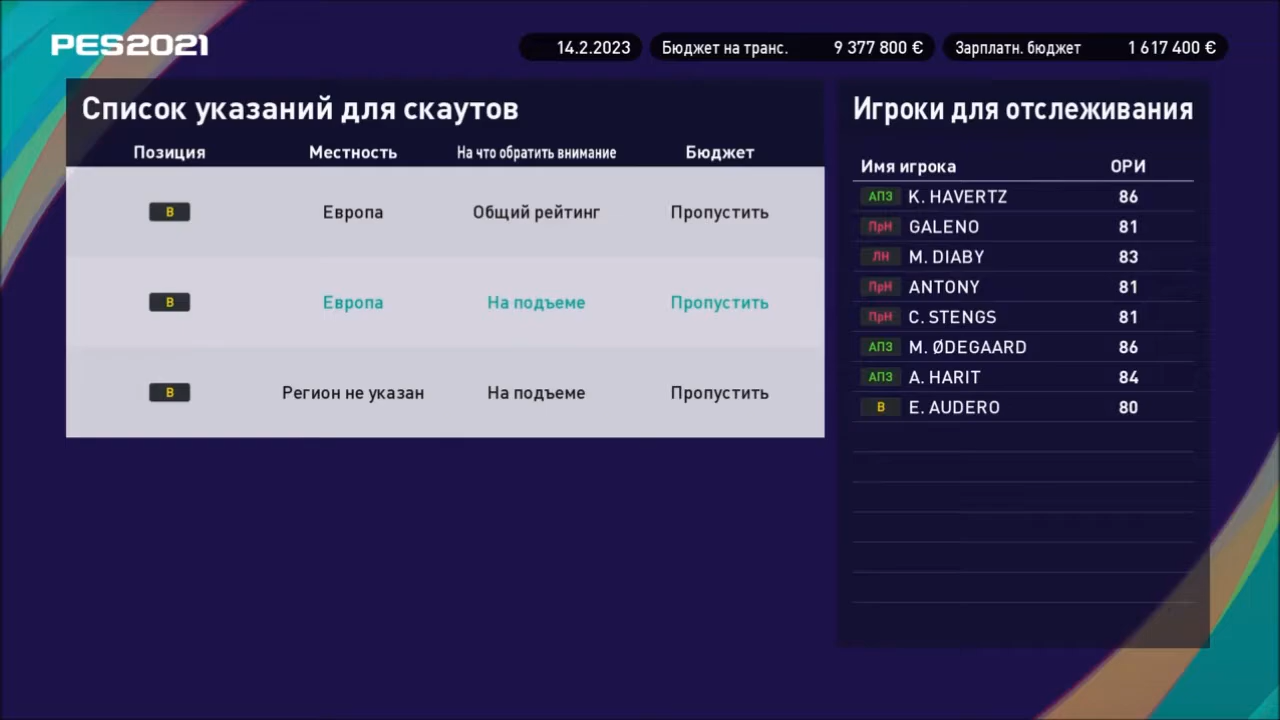 PES2021
14.2.2023 Бюджет на транс. 9 377 800 € Зарплатн. бюджет 1 617 400 €
Список указаний для скаутов
Позиция Местность На что обратить внимание Бюджет
В Европа Общий рейтинг Пропустить
В Европа На подъеме Пропустить
В Регион не указан На подъеме Пропустить
Игроки для отслеживания
Имя игрока ОРИ
АПЗ K. HAVERTZ 86
ПрН GALENO 81
ЛН M. DIABY 83
ПрН ANTONY 81
ПрН C. STENGS 81
АПЗ M. ØDEGAARD 86
АПЗ A. HARIT 84
В E. AUDERO 80